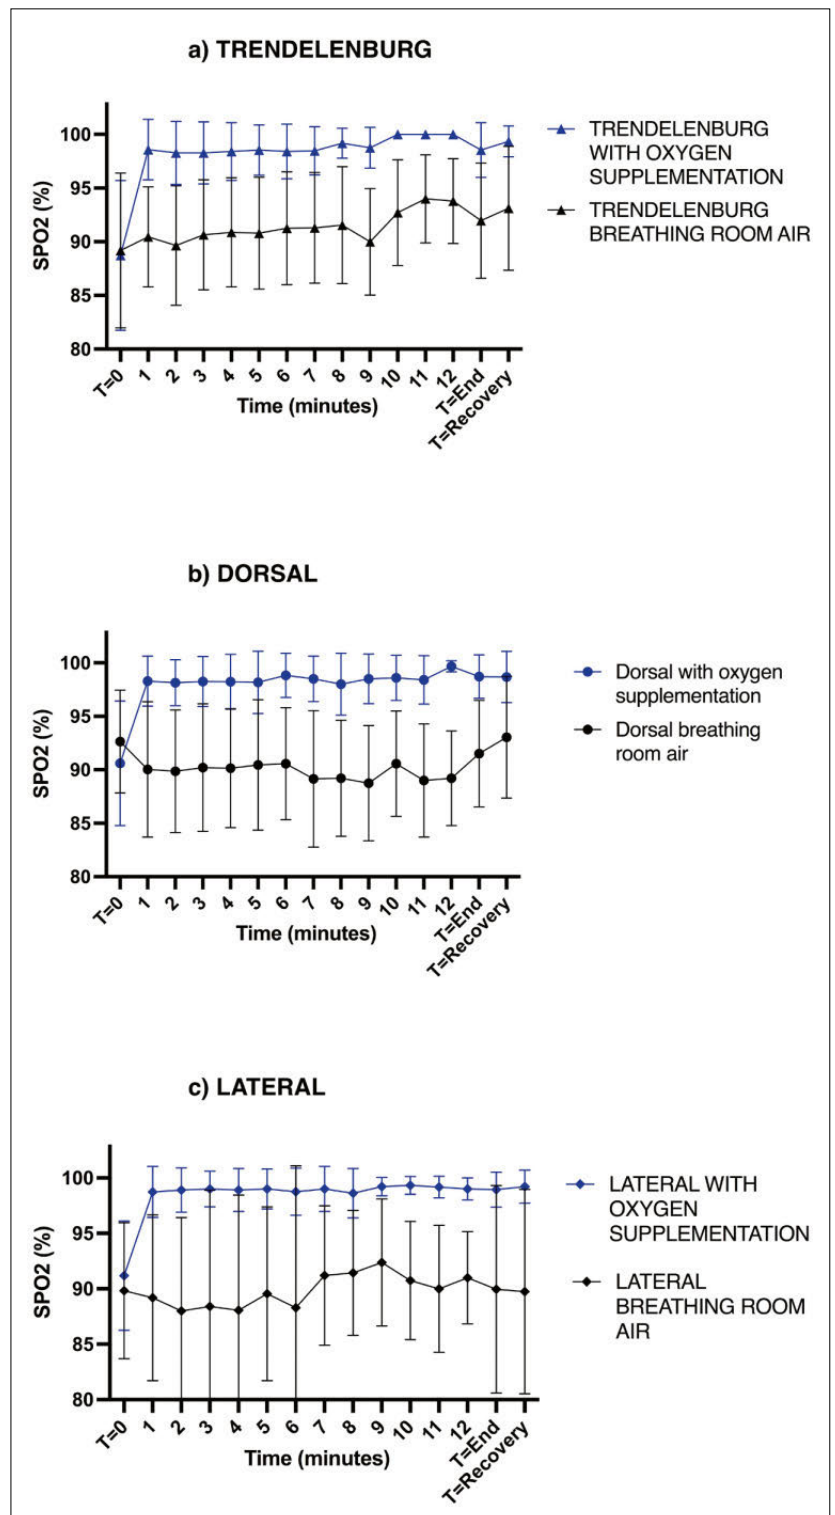 a) TRENDELENBURG
SPO2 (%)
100
95
90
85
80
T=0 1 2 3 4 5 6 7 8 9 10 11 12 T=End T=Recovery
Time (minutes)
TRENDELENBURG
WITH OXYGEN
SUPPLEMENTATION
TRENDELENBURG
BREATHING ROOM AIR
b) DORSAL
SPO2 (%)
100
95
90
85
80
T=0 1 2 3 4 5 6 7 8 9 10 11 12 T=End T=Recovery
Time (minutes)
Dorsal with oxygen
supplementation
Dorsal breathing
room air
c) LATERAL
SPO2 (%)
100
95
90
85
80
T=0 1 2 3 4 5 6 7 8 9 10 11 12 T=End T=Recovery
Time (minutes)
LATERAL WITH
OXYGEN
SUPPLEMENTATION
LATERAL
BREATHING ROOM
AIR